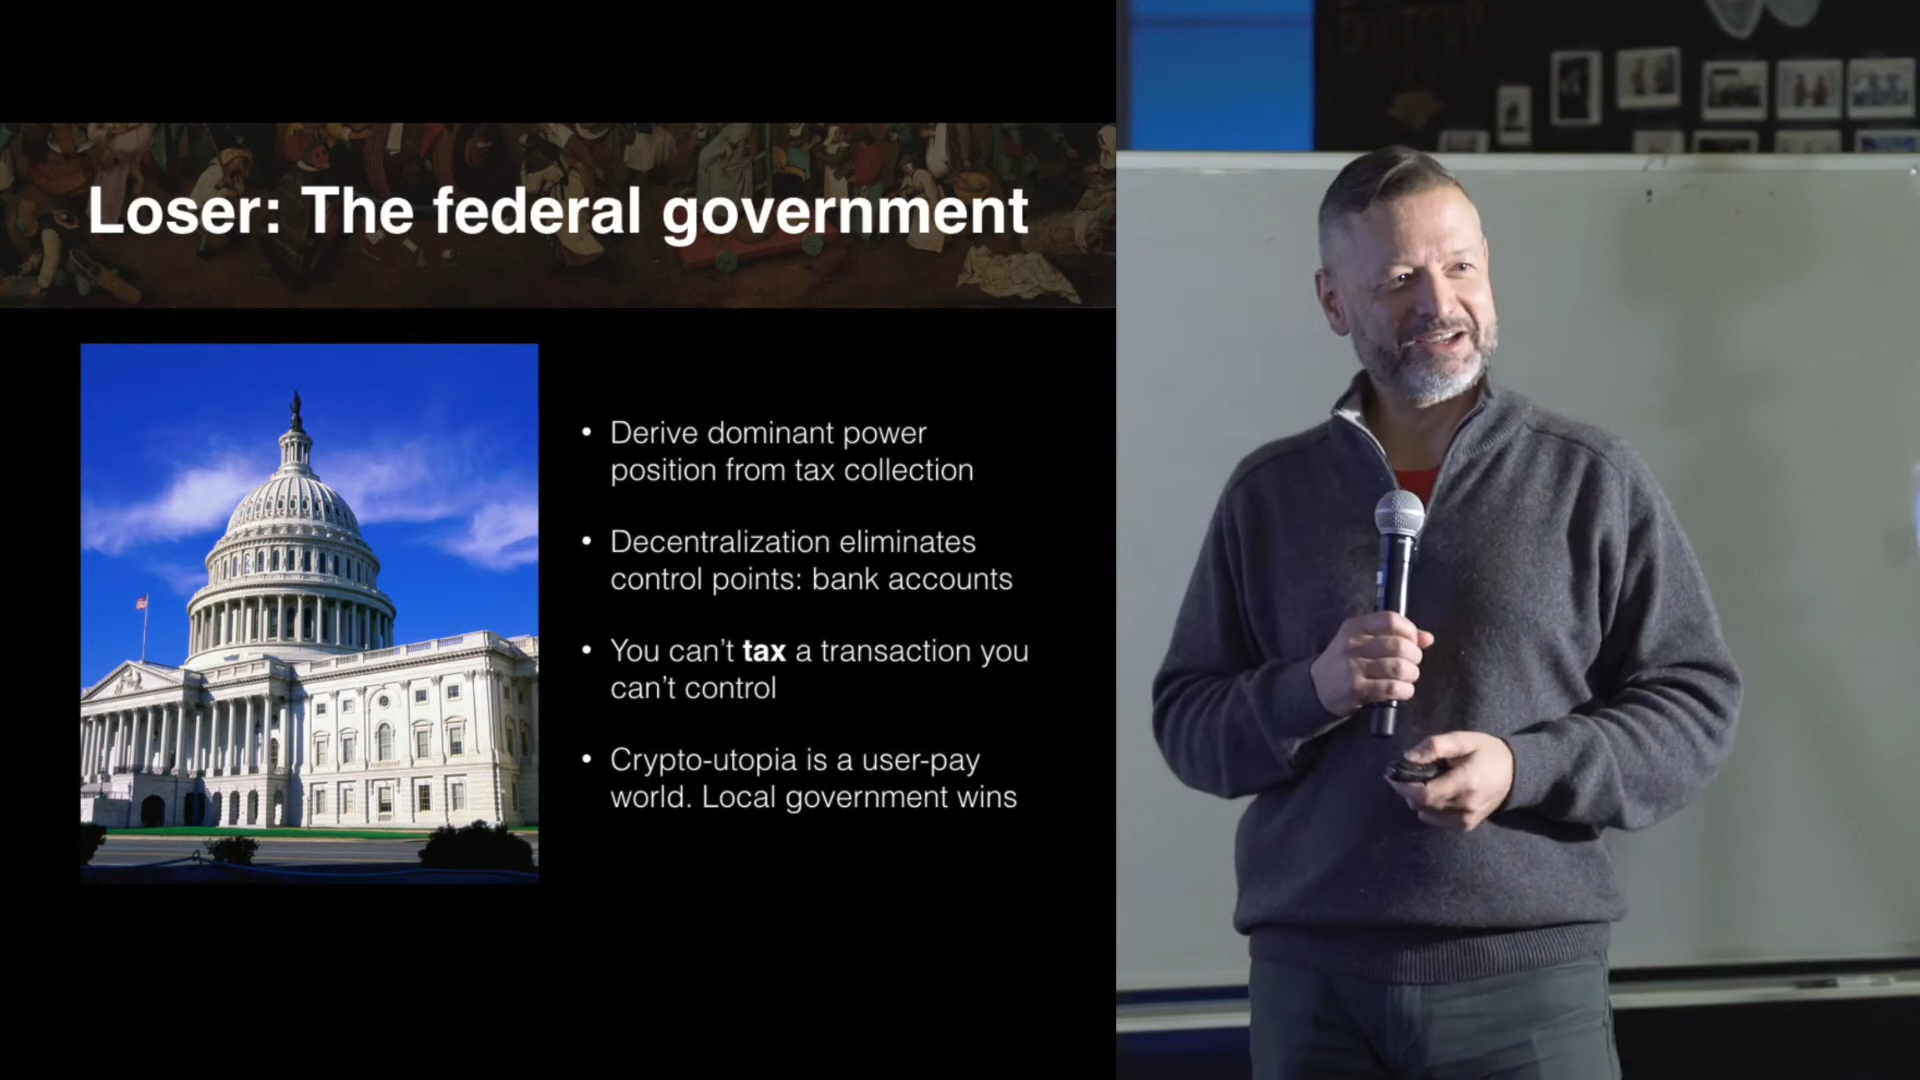 Loser: The federal government
• Derive dominant power
position from tax collection
• Decentralization eliminates
control points: bank accounts
• You can't tax a transaction you
can't control
• Crypto-utopia is a user-pay
world. Local government wins